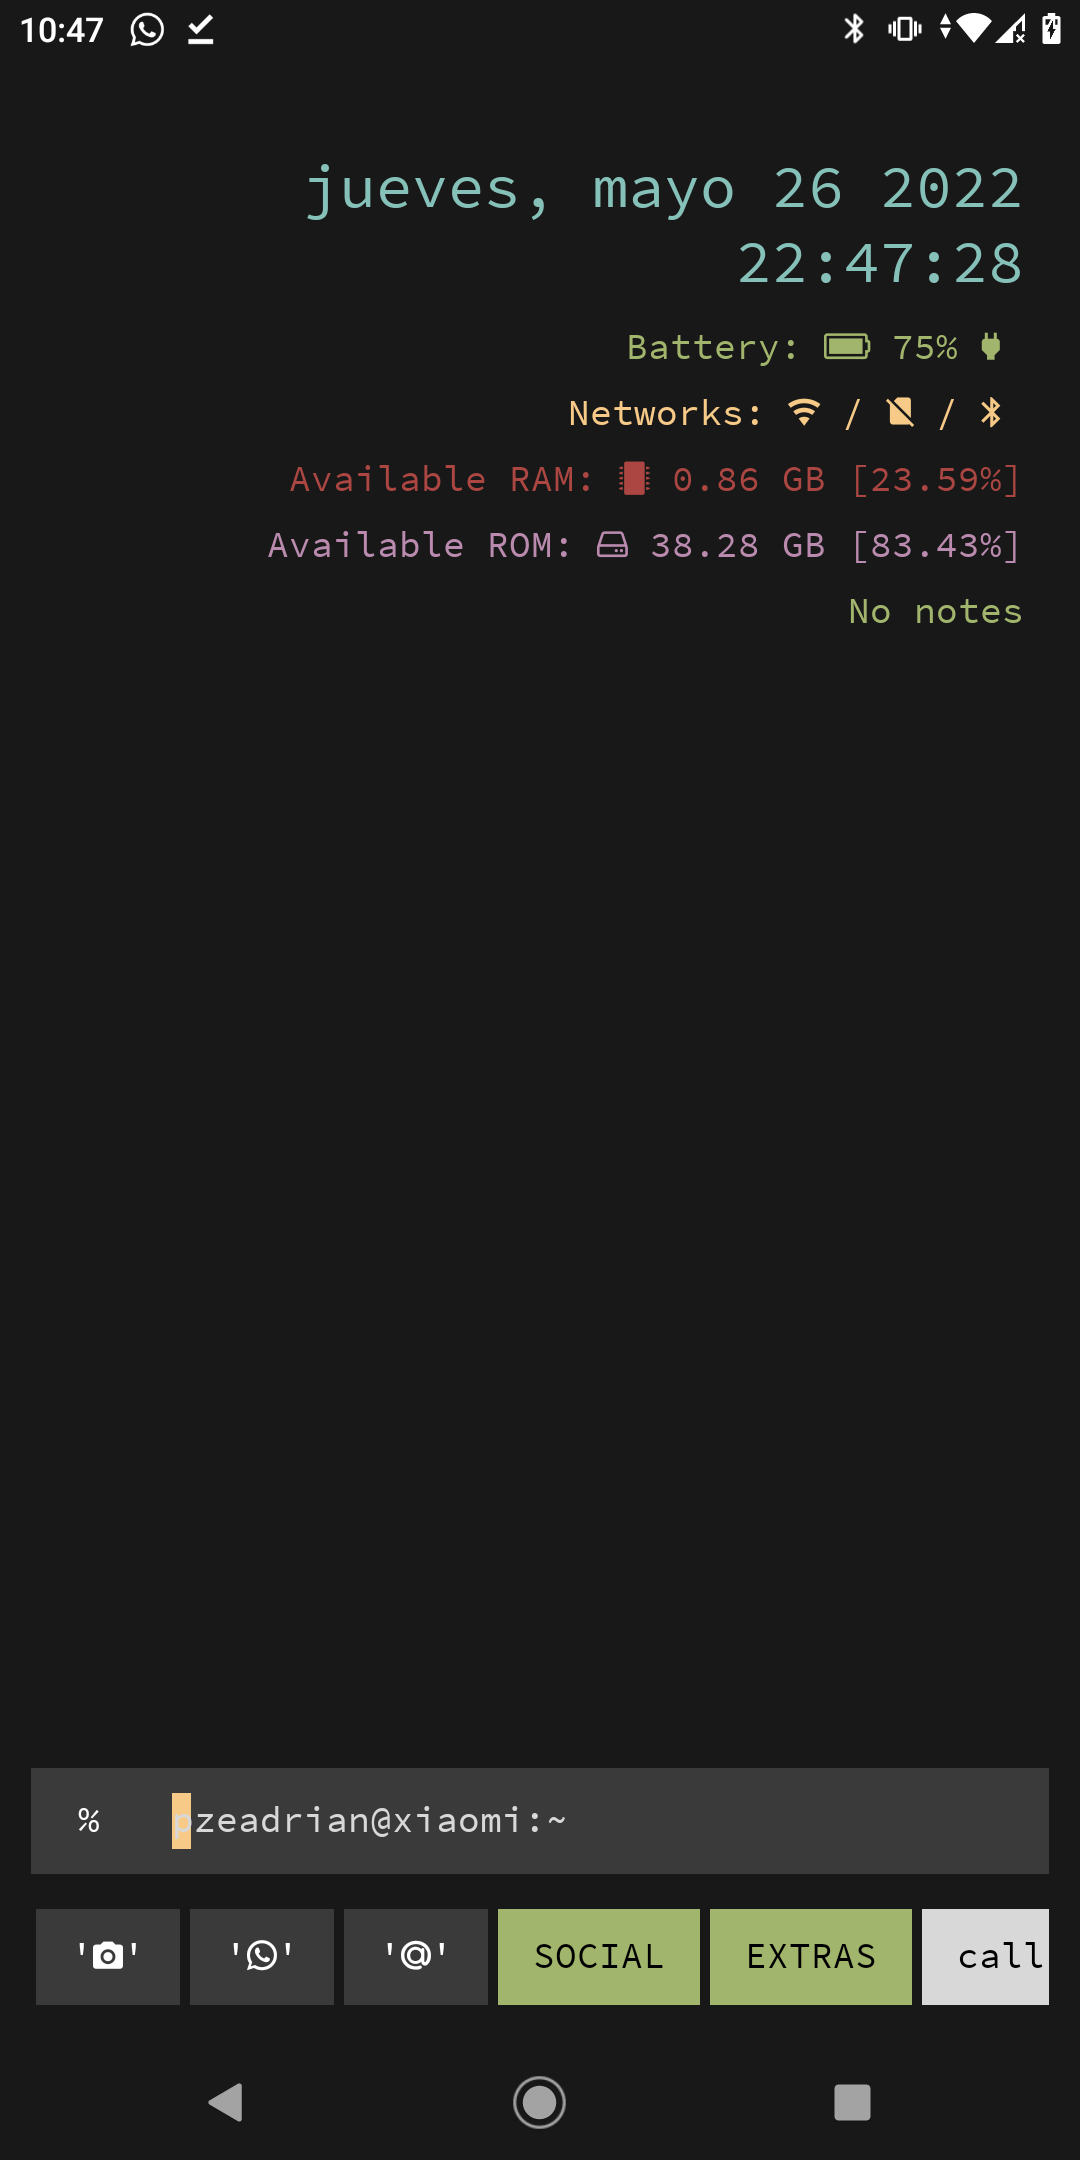 10:47
jueves, mayo 26 2022
22:47:28
Battery: 75%
Networks: / /
Available RAM: 0.86 GB [23.59%]
Available ROM: 38.28 GB [83.43%]
No notes
% pzeadrian@xiaomi:~
' ' ' ' '@' SOCIAL EXTRAS call